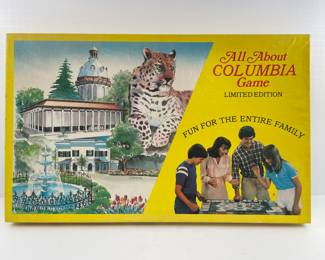 All About
COLUMBIA
Game
LIMITED EDITION
FUN FOR THE ENTIRE FAMILY